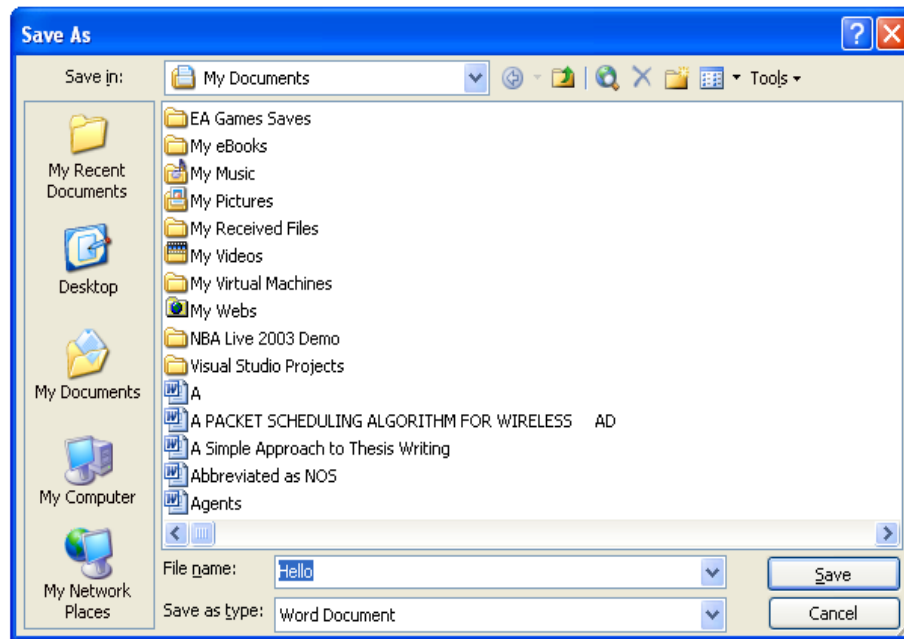 Save As
Save in:
My Documents
Tools
My Recent
Documents
Desktop
My Documents
My Computer
My Network
Places
EA Games Saves
My eBooks
My Music
My Pictures
My Received Files
My Videos
My Virtual Machines
My Webs
NBA Live 2003 Demo
Visual Studio Projects
A
A PACKET SCHEDULING ALGORITHM FOR WIRELESS AD
A Simple Approach to Thesis Writing
Abbreviated as NOS
Agents
File name:
Hello
Save
Save as type:
Word Document
Cancel